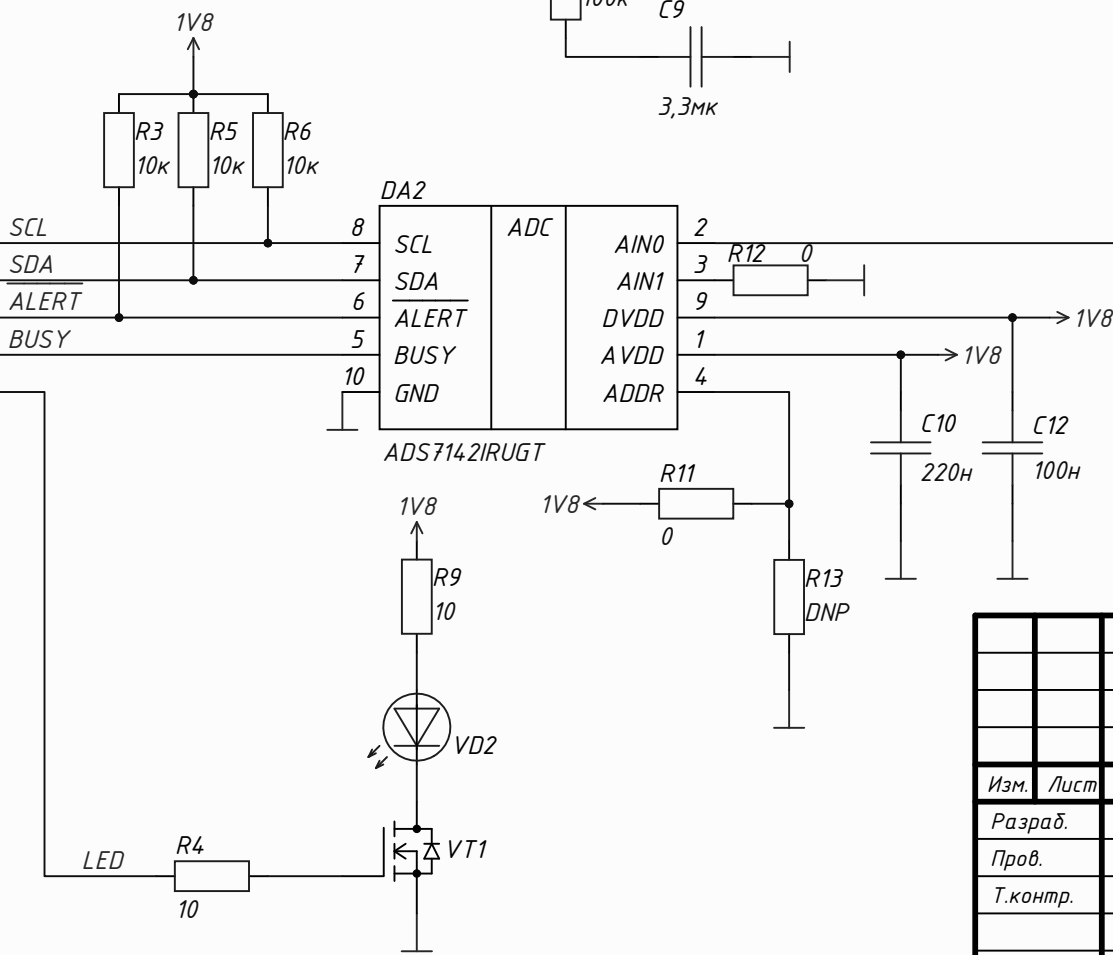 100к
C9
3,3мк
1V8
R3
10к
R5
10к
R6
10к
DA2
ADC
SCL
8
SCL
SDA
7
SDA
ALERT
6
ALERT
BUSY
5
BUSY
10
GND
AIN0
2
AIN1
3
R12
0
DVDD
9
1V8
AVDD
1
1V8
ADDR
4
ADS7142IRUGT
C10
220н
C12
100н
1V8
R11
0
R13
DNP
1V8
R9
10
VD2
VT1
LED
R4
10
Изм.
Лист
Разраб.
Пров.
Т.контр.